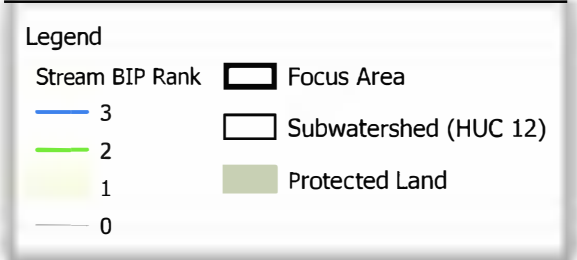 Legend
Stream BIP Rank
3
2
1
0
Focus Area
Subwatershed (HUC 12)
Protected Land